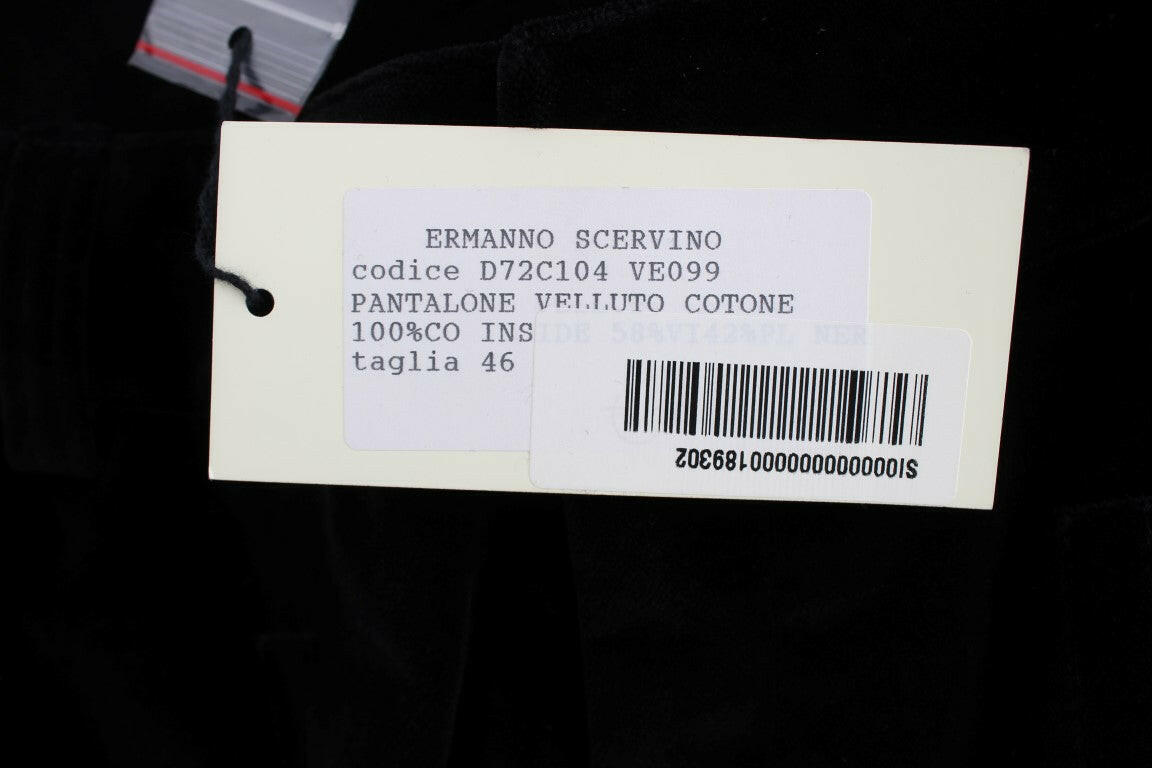 ERMANNO SCERVINO
codice D72C104 VE099
PANTALONE VELLUTO COTONE
100%CO INSIDE 58%VI42%PL NER
taglia 46
SI000000000000189302